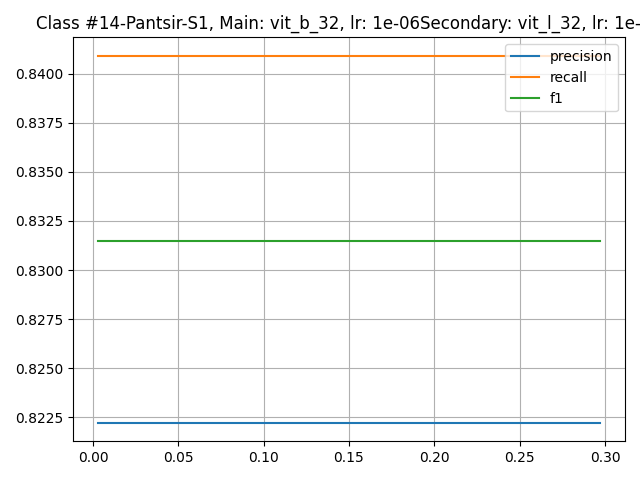 Class #14-Pantsir-S1, Main: vit_b_32, lr: 1e-06Secondary: vit_l_32, lr: 1e-
precision
recall
f1
0.8400
0.8375
0.8350
0.8325
0.8300
0.8275
0.8250
0.8225
0.00 0.05 0.10 0.15 0.20 0.25 0.30